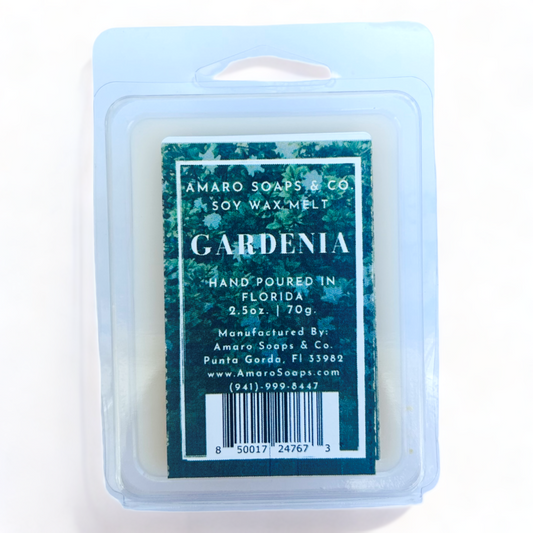 AMARO SOAPS & CO.
SOY WAX MELT
GARDENIA
HAND POURED IN
FLORIDA
2.5oz. | 70g.
Manufactured By:
Amaro Soaps & Co.
Punta Gorda, Fl 33982
www.AmaroSoaps.com
(941)-999-8447
8 50017 24767 3